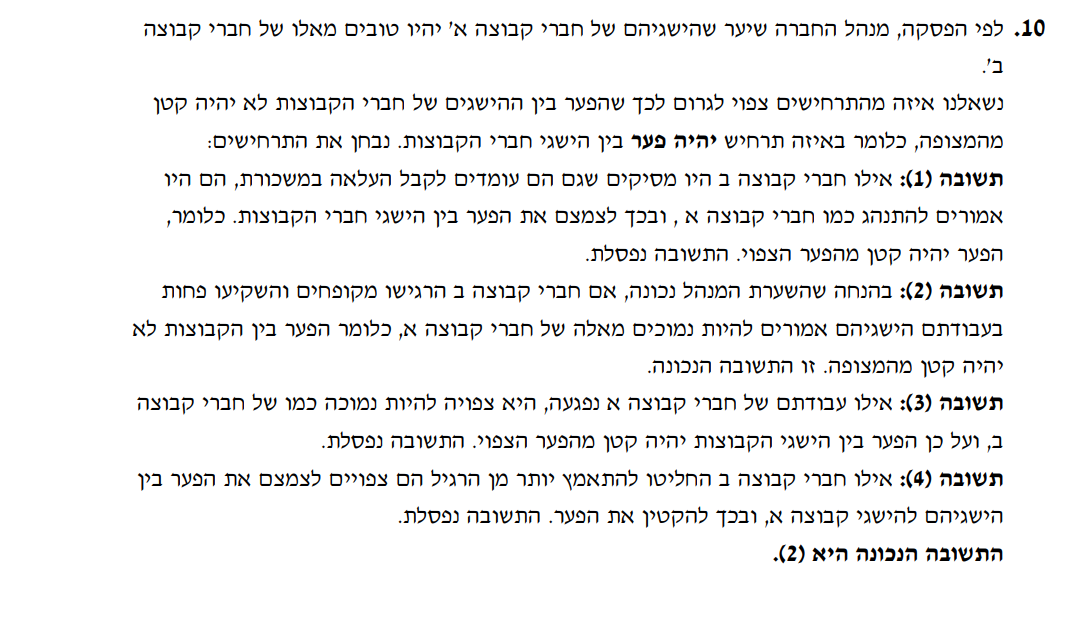 10. לפי הפסקה, מנהל החברה שיער שהישגיהם של חברי קבוצה א' יהיו טובים מאלו של חברי קבוצה
ב'.
נשאלנו איזה מהתרחישים צפוי לגרום לכך שהפער בין ההישגים של חברי הקבוצות לא יהיה קטן
מהמצופה, כלומר באיזה תרחיש יהיה פער בין הישגי חברי הקבוצות. נבחן את התרחישים:
תשובה (1): אילו חברי קבוצה ב היו מסיקים שגם הם עומדים לקבל העלאה במשכורת, הם היו
אמורים להתנהג כמו חברי קבוצה א , ובכך לצמצם את הפער בין הישגי חברי הקבוצות. כלומר,
הפער יהיה קטן מהפער הצפוי. התשובה נפסלת.
תשובה (2): בהנחה שהשערת המנהל נכונה, אם חברי קבוצה ב הרגישו מקופחים והשקיעו פחות
בעבודתם הישגיהם אמורים להיות נמוכים מאלה של חברי קבוצה א, כלומר הפער בין הקבוצות לא
יהיה קטן מהמצופה. זו התשובה הנכונה.
תשובה (3): אילו עבודתם של חברי קבוצה א נפגעה, היא צפויה להיות נמוכה כמו של חברי קבוצה
ב, ועל כן הפער בין הישגי הקבוצות יהיה קטן מהפער הצפוי. התשובה נפסלת.
תשובה (4): אילו חברי קבוצה ב החליטו להתאמץ יותר מן הרגיל הם צפויים לצמצם את הפער בין
הישגיהם להישגי קבוצה א, ובכך להקטין את הפער. התשובה נפסלת.
התשובה הנכונה היא (2).